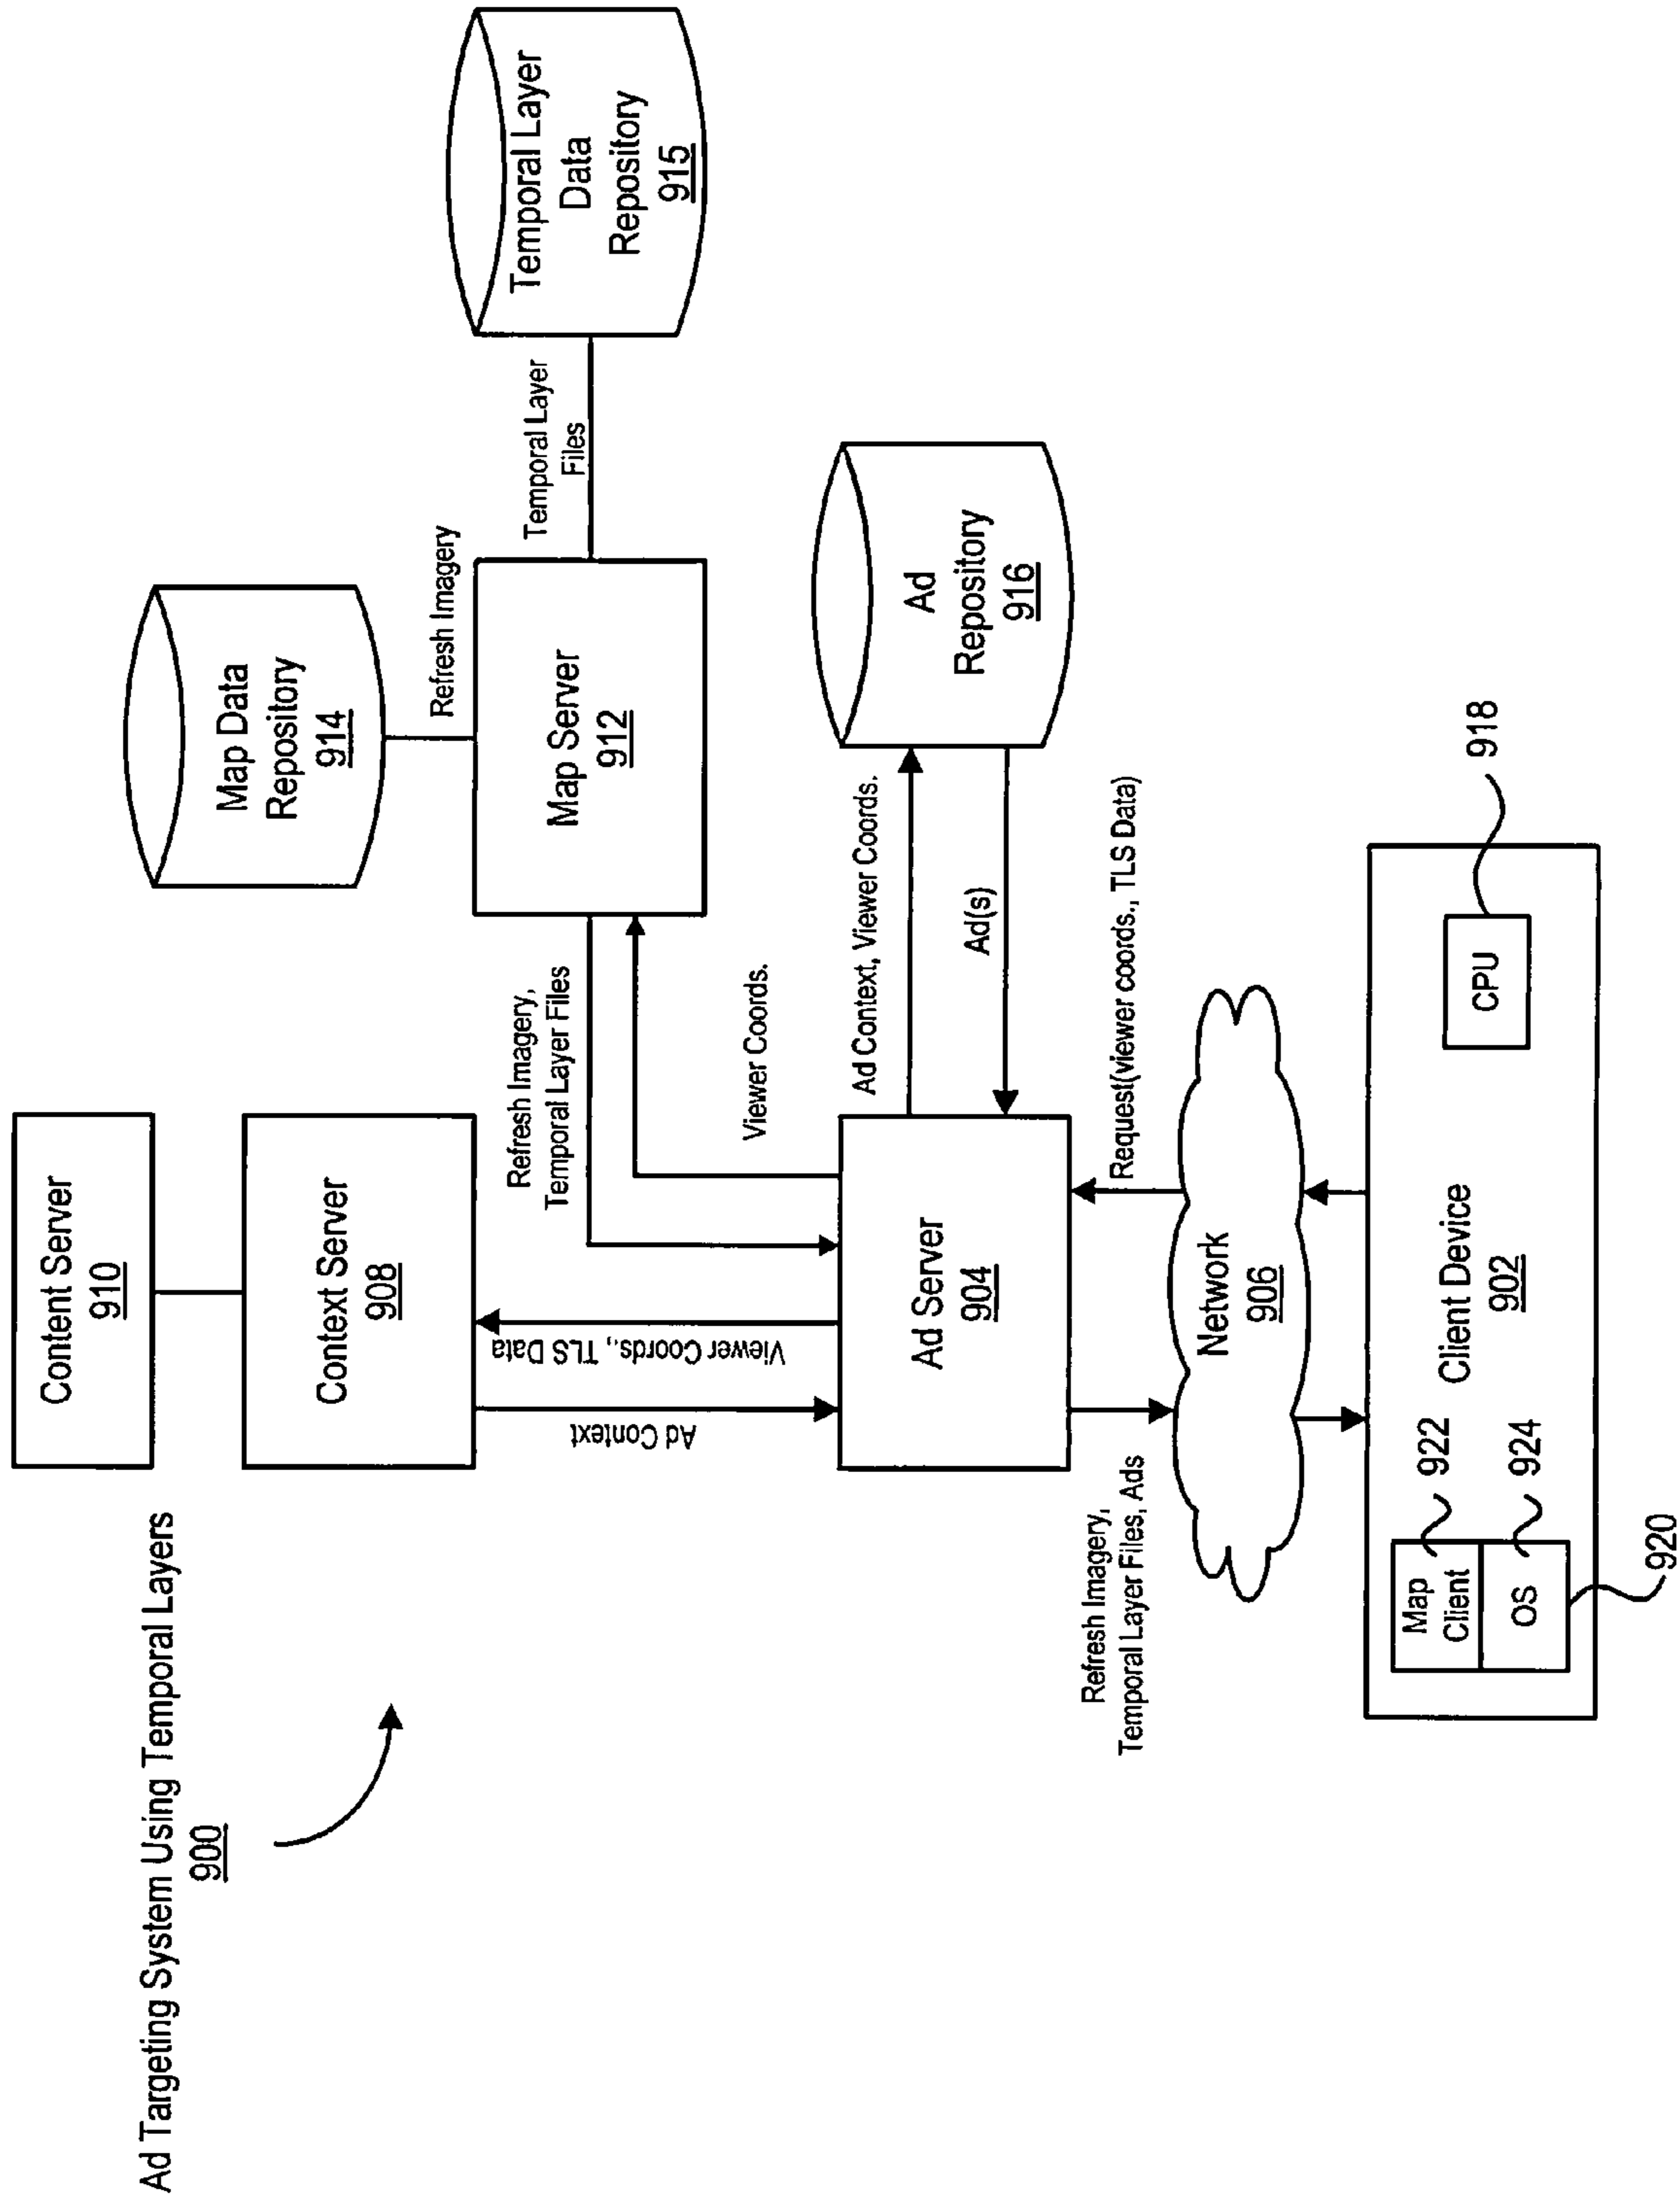 Ad Targeting System Using Temporal Layers
900
Content Server
910
Context Server
908
Map Data
Repository
914
Refresh Imagery
Map Server
912
Temporal Layer
Files
Temporal Layer
Data
Repository
915
Refresh Imagery,
Temporal Layer Files
Viewer Coords.
Viewer Coords., TLS Data
Ad Context
Ad Server
904
Ad Context, Viewer Coords.
Ad(s)
Ad
Repository
916
Refresh Imagery,
Temporal Layer Files, Ads
Request(viewer coords., TLS Data)
Network
906
Map
Client
922
OS
924
920
Client Device
902
CPU
918